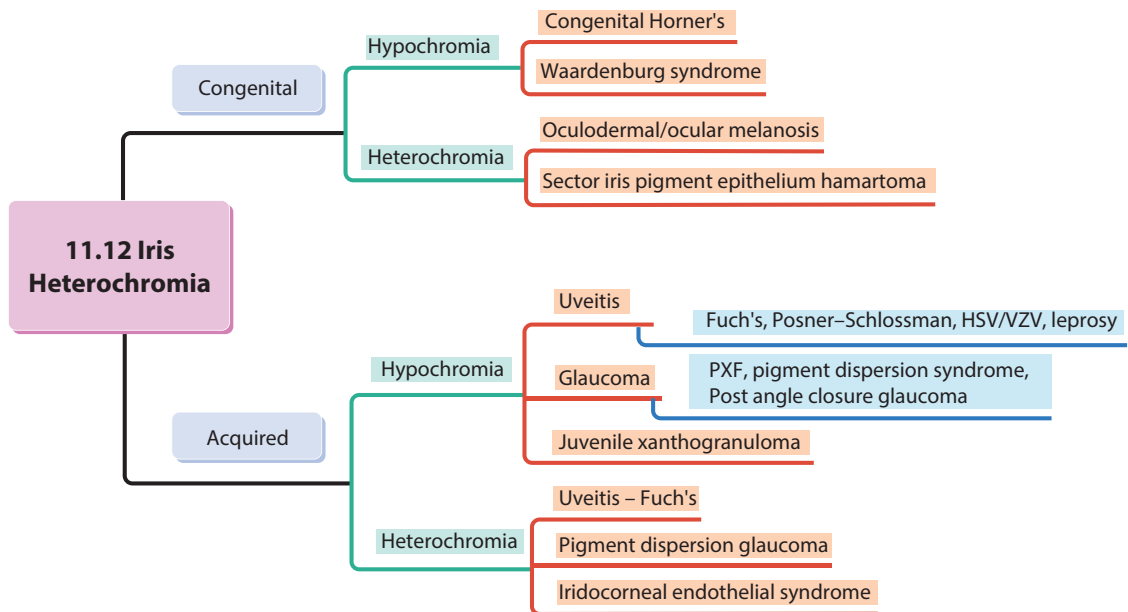 11.12 Iris
Heterochromia
Congenital
Hypochromia
Congenital Horner's
Waardenburg syndrome
Heterochromia
Oculodermal/ocular melanosis
Sector iris pigment epithelium hamartoma
Acquired
Hypochromia
Uveitis
Fuch's, Posner–Schlossman, HSV/VZV, leprosy
Glaucoma
PXF, pigment dispersion syndrome,
Post angle closure glaucoma
Juvenile xanthogranuloma
Heterochromia
Uveitis – Fuch's
Pigment dispersion glaucoma
Iridocorneal endothelial syndrome